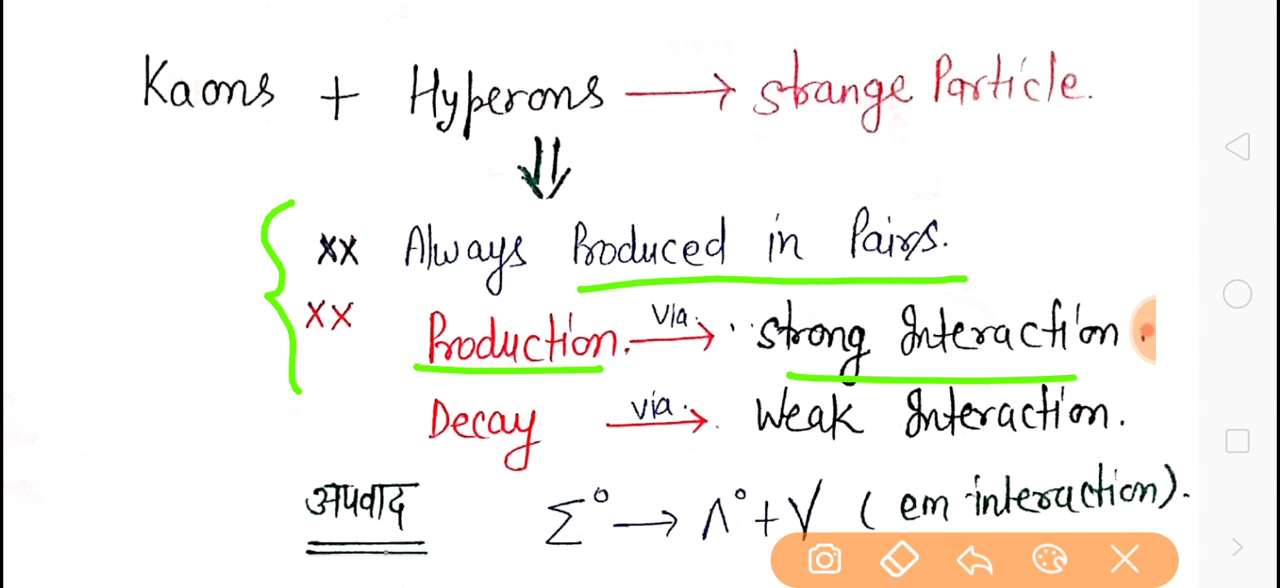 Kaons + Hyperons → strange Particle.
⇓
xx Always Produced in Pairs.
xx Production. via. → strong Interaction
Decay via. → Weak Interaction.
अपवाद Σ° → Λ° + γ (em interaction).